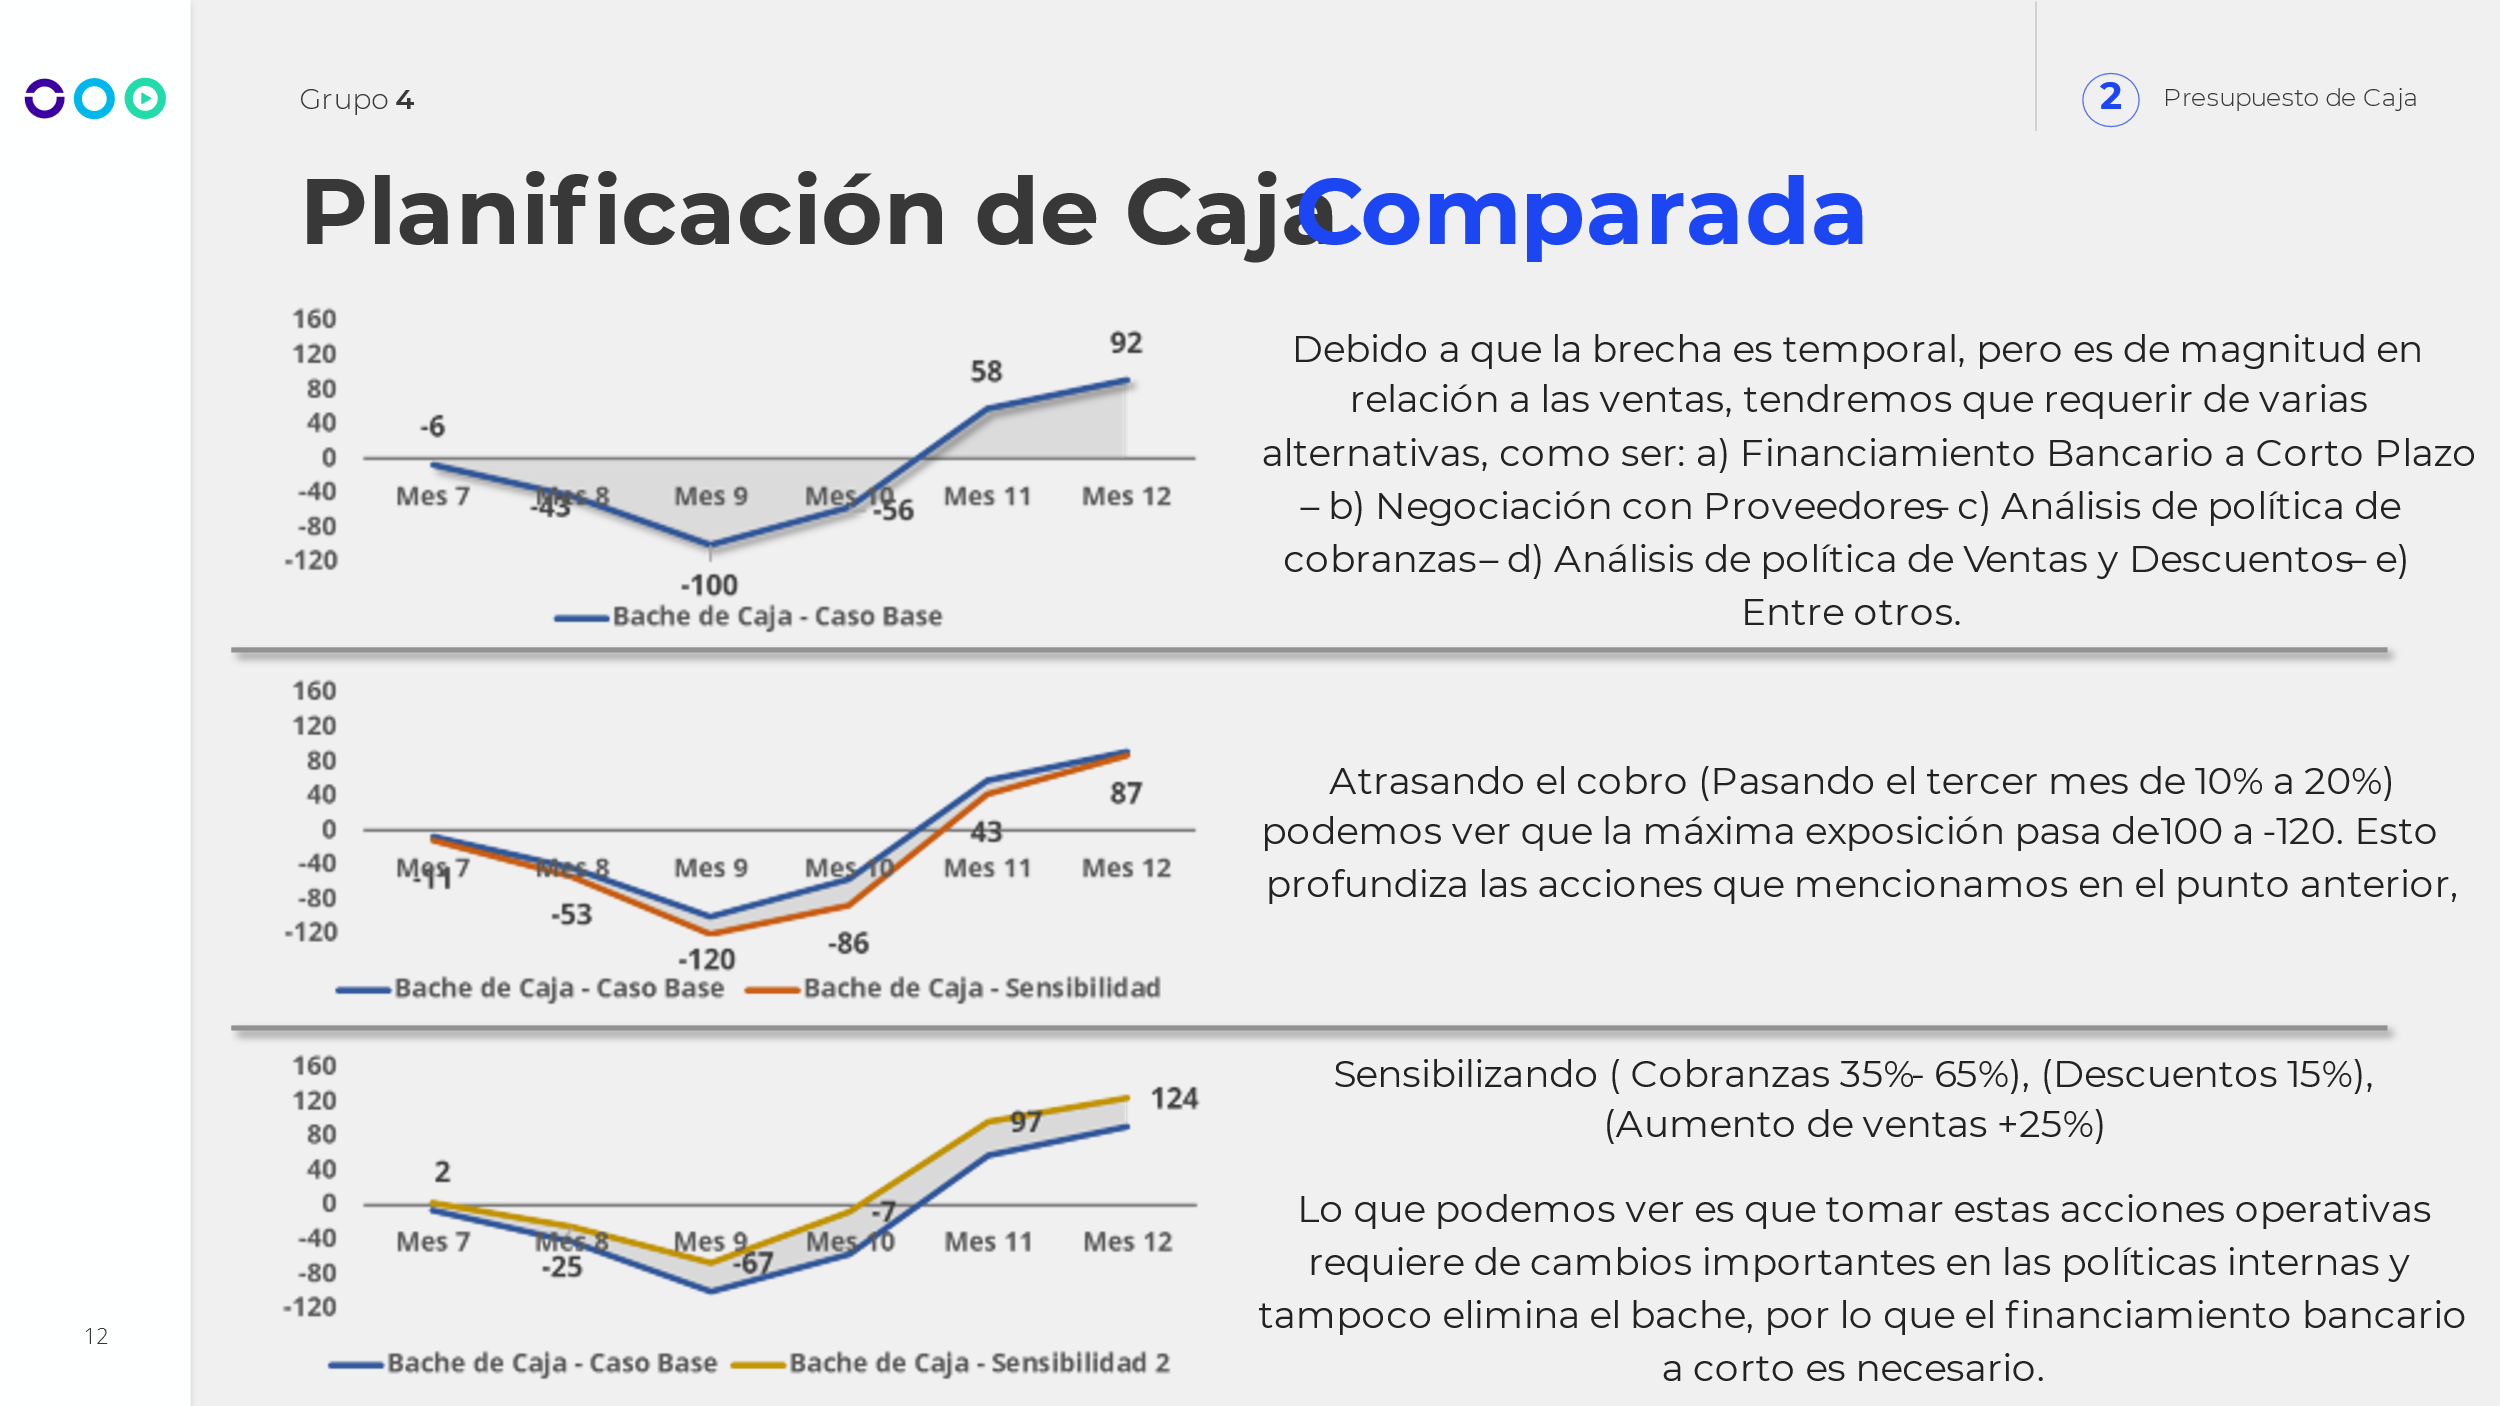 Grupo 4
2 Presupuesto de Caja
Planificación de Caja Comparada
160
120
80
40
0
-40
-80
-120
-6
-43
-100
-56
58
92
Mes 7 Mes 8 Mes 9 Mes 10 Mes 11 Mes 12
Bache de Caja - Caso Base
Debido a que la brecha es temporal, pero es de magnitud en
relación a las ventas, tendremos que requerir de varias
alternativas, como ser: a) Financiamiento Bancario a Corto Plazo
– b) Negociación con Proveedores– c) Análisis de política de
cobranzas– d) Análisis de política de Ventas y Descuentos– e)
Entre otros.
160
120
80
40
0
-40
-80
-120
-11
-53
-120
-86
43
87
Mes 7 Mes 8 Mes 9 Mes 10 Mes 11 Mes 12
Bache de Caja - Caso Base Bache de Caja - Sensibilidad
Atrasando el cobro (Pasando el tercer mes de 10% a 20%)
podemos ver que la máxima exposición pasa de100 a -120. Esto
profundiza las acciones que mencionamos en el punto anterior,
160
120
80
40
0
-40
-80
-120
2
-25
-67
-7
97
124
Mes 7 Mes 8 Mes 9 Mes 10 Mes 11 Mes 12
Bache de Caja - Caso Base Bache de Caja - Sensibilidad 2
Sensibilizando ( Cobranzas 35%- 65%), (Descuentos 15%),
(Aumento de ventas +25%)
Lo que podemos ver es que tomar estas acciones operativas
requiere de cambios importantes en las políticas internas y
tampoco elimina el bache, por lo que el financiamiento bancario
a corto es necesario.
12